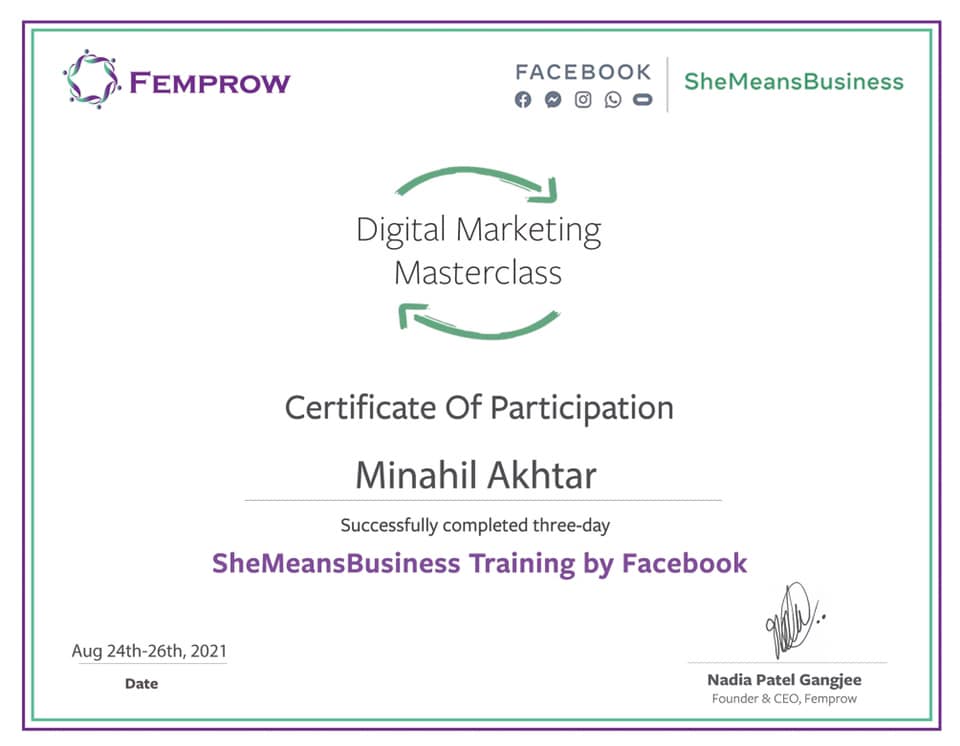 FEMPROW
FACEBOOK
SheMeansBusiness
Digital Marketing
Masterclass
Certificate Of Participation
Minahil Akhtar
Successfully completed three-day
SheMeansBusiness Training by Facebook
Aug 24th-26th, 2021
Date
Nadia Patel Gangjee
Founder & CEO, Femprow